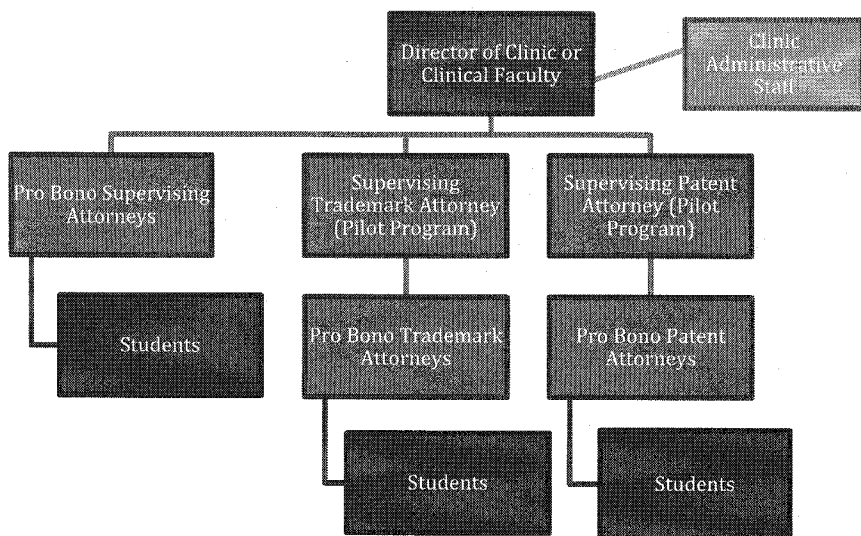 Director of Clinic or
Clinical Faculty
Clinic
Administrative
Staff
Pro Bono Supervising
Attorneys
Supervising
Trademark Attorney
(Pilot Program)
Supervising Patent
Attorney (Pilot
Program)
Students
Pro Bono Trademark
Attorneys
Pro Bono Patent
Attorneys
Students
Students